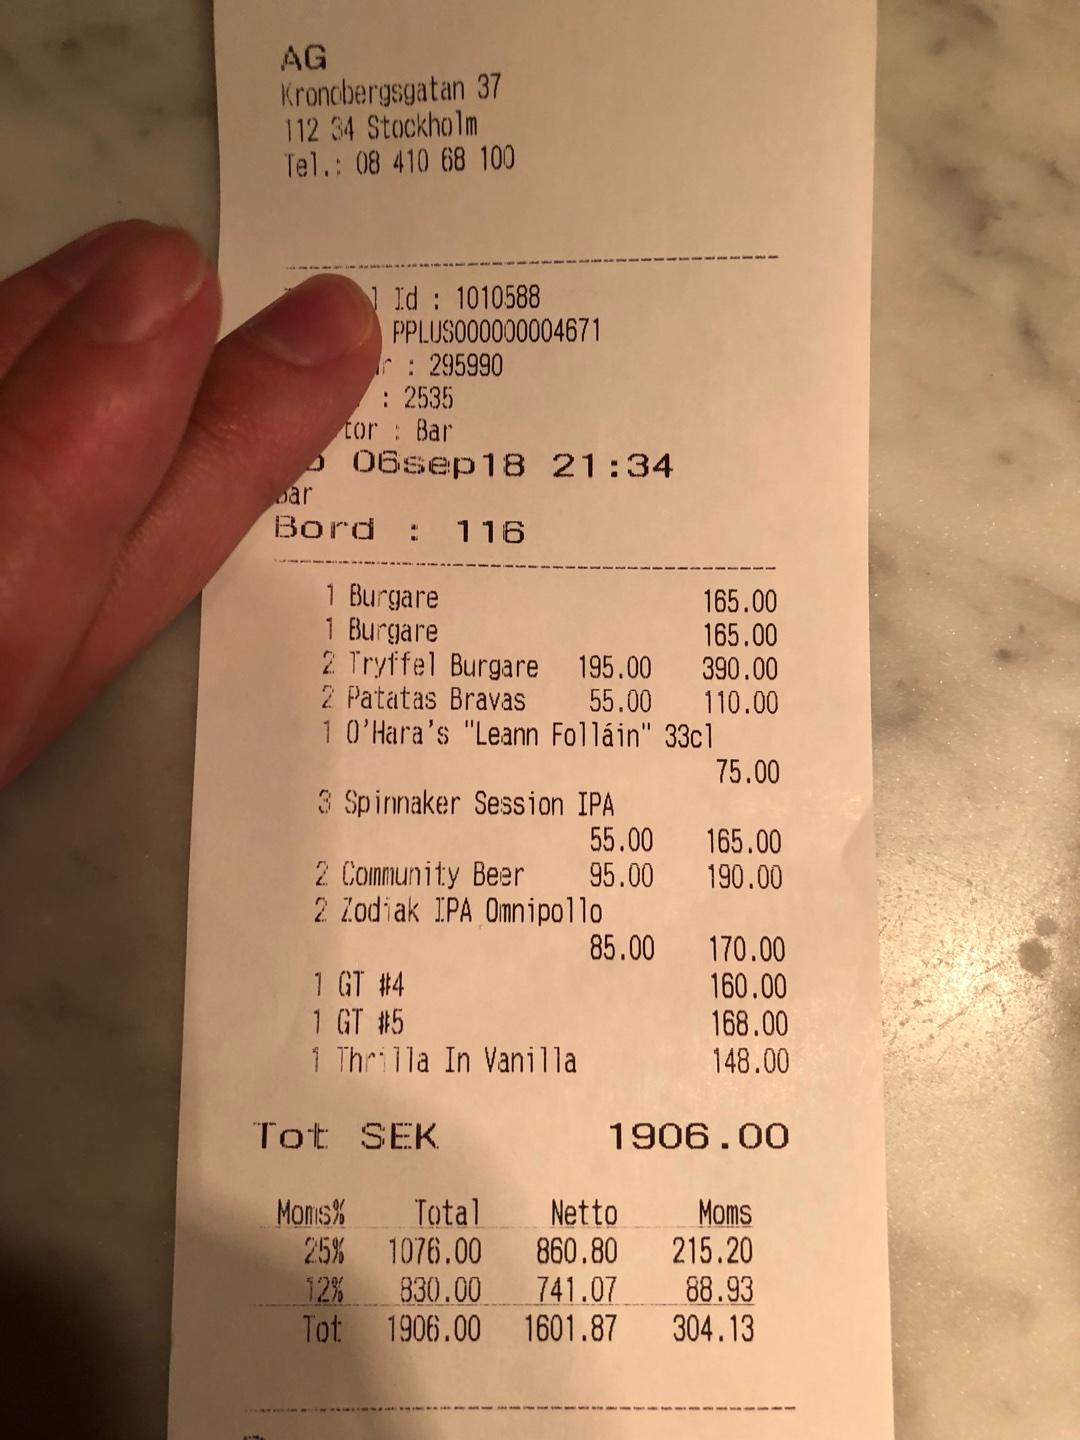 AG
Kronobergsgatan 37
112 34 Stockholm
Tel.: 08 410 68 100
Id : 1010588
PPLUS000000004671
: 295990
: 2535
: Bar
06sep18 21:34
Bar
Bord : 116
1 Burgare 165.00
1 Burgare 165.00
2 Tryffel Burgare 195.00 390.00
2 Patatas Bravas 55.00 110.00
1 O'Hara's "Leann Folláin" 33cl
75.00
3 Spinnaker Session IPA
55.00 165.00
2 Community Beer 95.00 190.00
2 Zodiak IPA Omnipollo
85.00 170.00
1 GT #4 160.00
1 GT #5 168.00
1 Thrilla In Vanilla 148.00
Tot SEK 1906.00
Moms% Total Netto Moms
25% 1076.00 860.80 215.20
12% 830.00 741.07 88.93
Tot 1906.00 1601.87 304.13